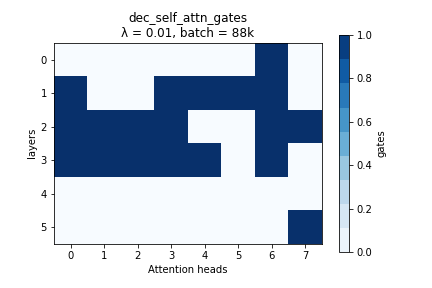 dec_self_attn_gates
λ = 0.01, batch = 88k
layers
0
1
2
3
4
5
0 1 2 3 4 5 6 7
Attention heads
1.0
0.8
0.6
0.4
0.2
0.0
gates